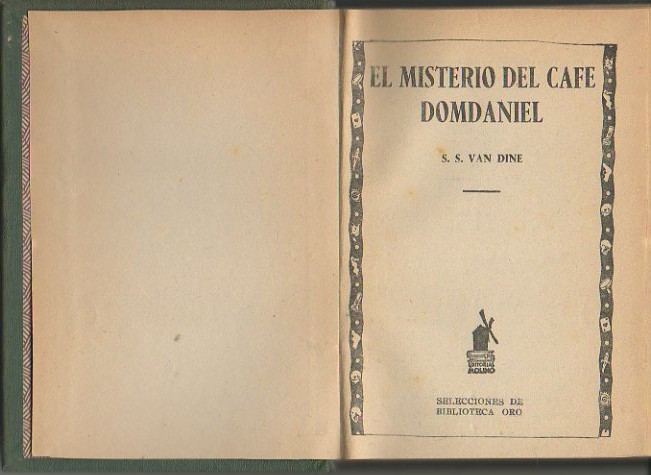 EL MISTERIO DEL CAFE
DOMDANIEL
S. S. VAN DINE
EDITORIAL
MOLINO
SELECCIONES DE
BIBLIOTECA ORO